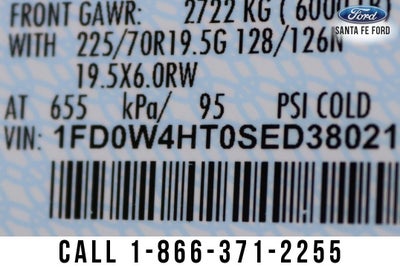 FRONT GAWR: 2722 KG ( 600
WITH 225/70R19.5G 128/126N
19.5X6.0RW
AT 655 kPa/ 95 PSI COLD
VIN: 1FD0W4HT0SED38021
Ford
SANTA FE FORD
CALL 1-866-371-2255